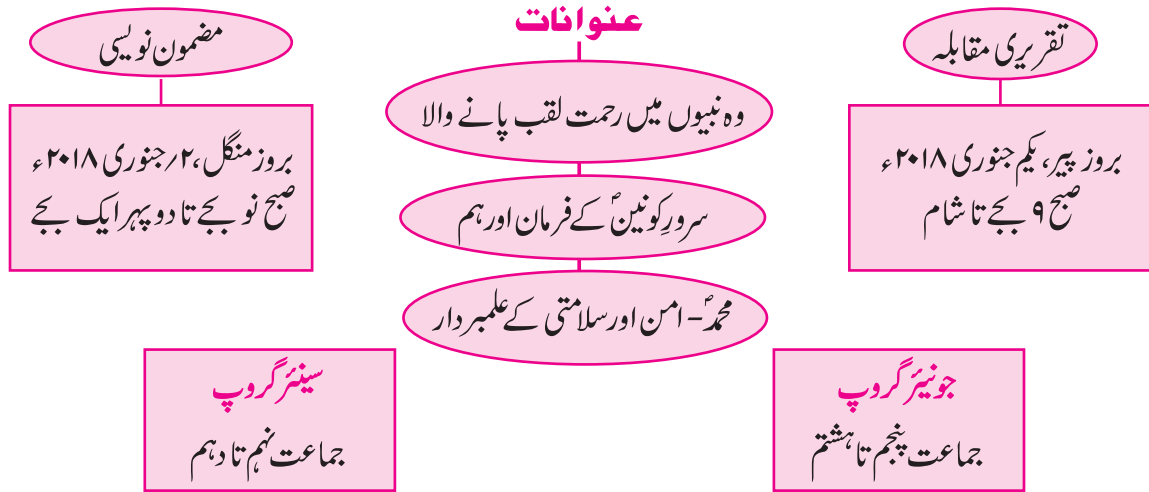 عنوانات
تقریری مقابلہ
بروز پیر، یکم جنوری ۲۰۱۸ء
صبح ۹ بجے تا شام
وہ نبیوں میں رحمت لقب پانے والا
سرورِ کونینؐ کے فرمان اور ہم
محمدؐ - امن اور سلامتی کے علمبردار
مضمون نویسی
بروز منگل، ۲؍جنوری ۲۰۱۸ء
صبح نو بجے تا دوپہر ایک بجے
جونیئر گروپ
جماعت پنجم تا ہشتم
سینئر گروپ
جماعت نہم تا دہم